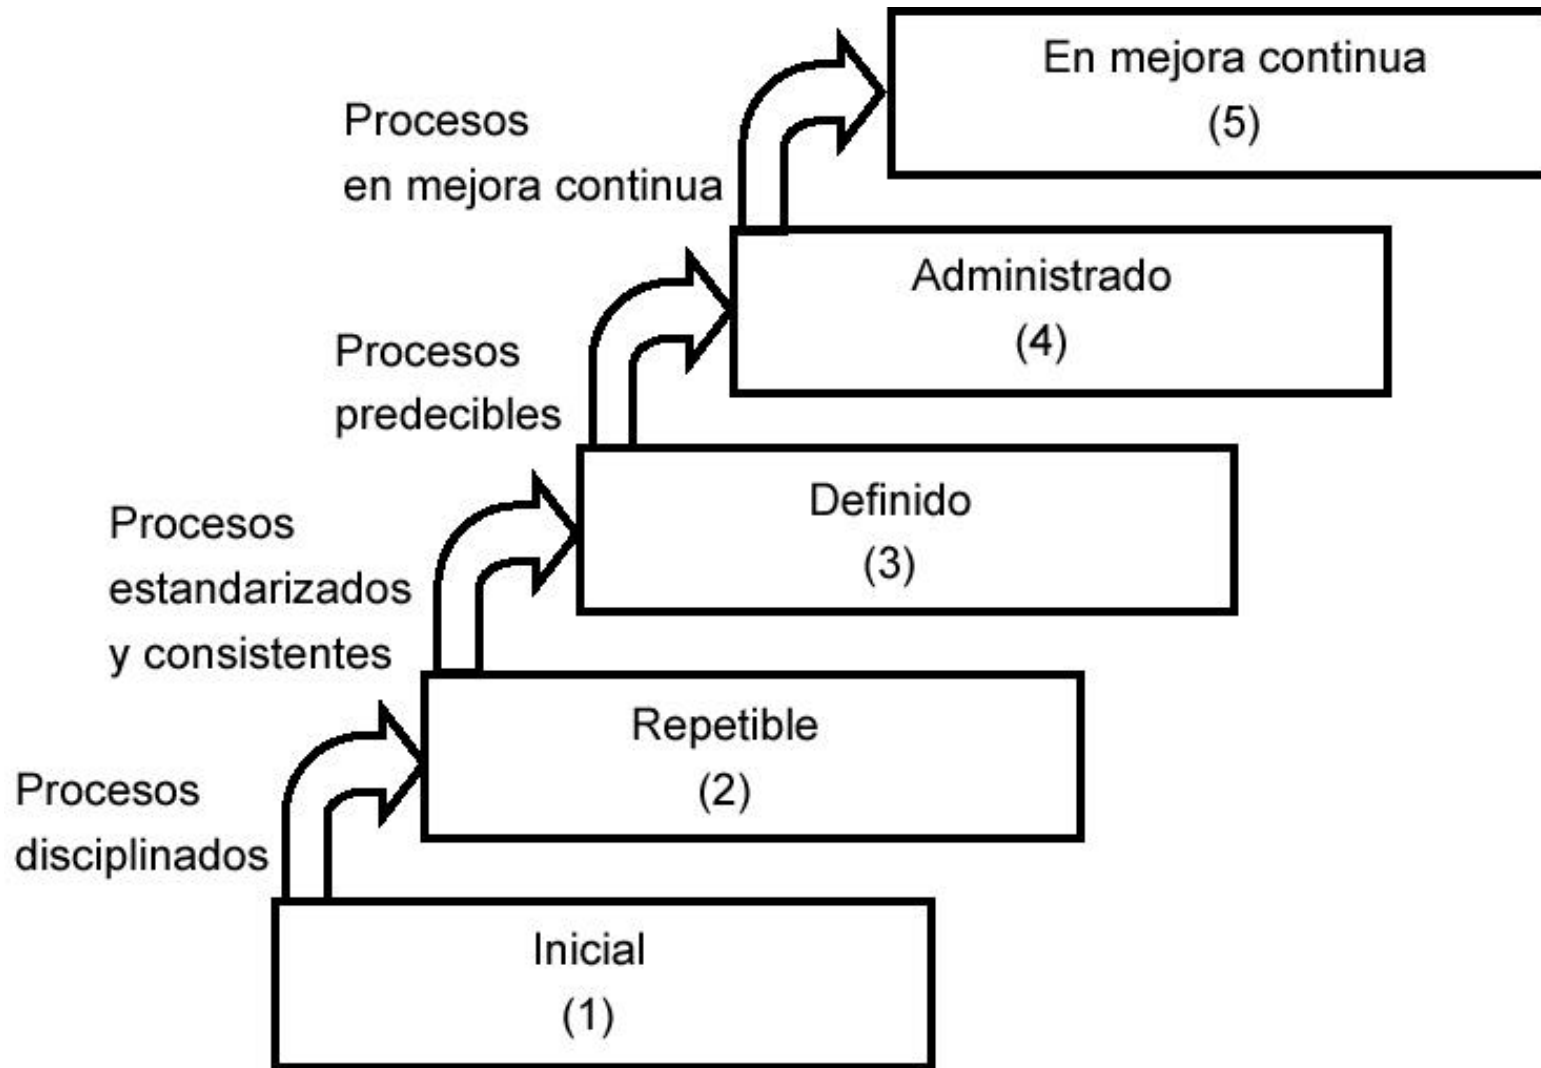 En mejora continua
(5)
Procesos
en mejora continua
Administrado
(4)
Procesos
predecibles
Definido
(3)
Procesos
estandarizados
y consistentes
Repetible
(2)
Procesos
disciplinados
Inicial
(1)